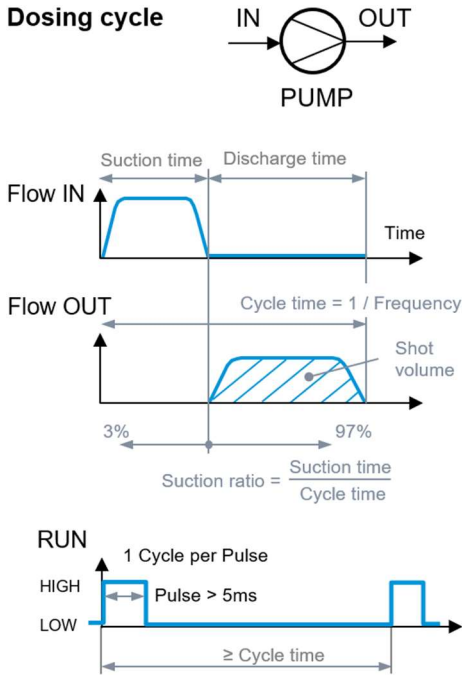 Dosing cycle
IN OUT
PUMP
Suction time Discharge time
Flow IN
Time
Flow OUT
Cycle time = 1 / Frequency
Shot
volume
3% 97%
Suction ratio = Suction time
Cycle time
RUN
1 Cycle per Pulse
HIGH
Pulse > 5ms
LOW
≥ Cycle time